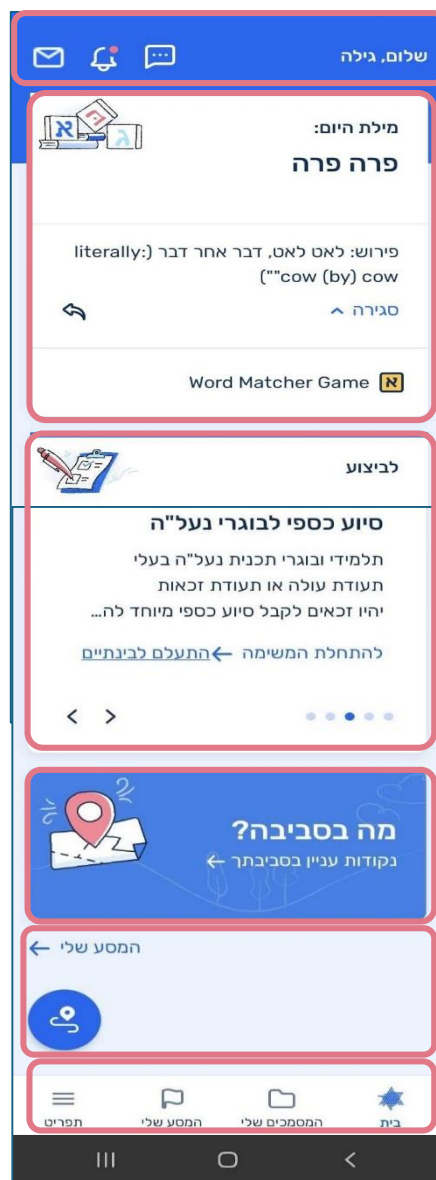 שלום, גילה
מילת היום:
פרה פרה
פירוש: לאט לאט, דבר אחר דבר (:literally
cow (by) cow"")
סגירה
Word Matcher Game
לביצוע
סיוע כספי לבוגרי נעל"ה
תלמידי ובוגרי תכנית נעל"ה בעלי
תעודת עולה או תעודת זכאות
יהיו זכאים לקבל סיוע כספי מיוחד לה...
להתחלת המשימה ← התעלם לבינתיים
מה בסביבה?
נקודות עניין בסביבתך ←
המסע שלי ←
בית המסמכים שלי המסע שלי תפריט